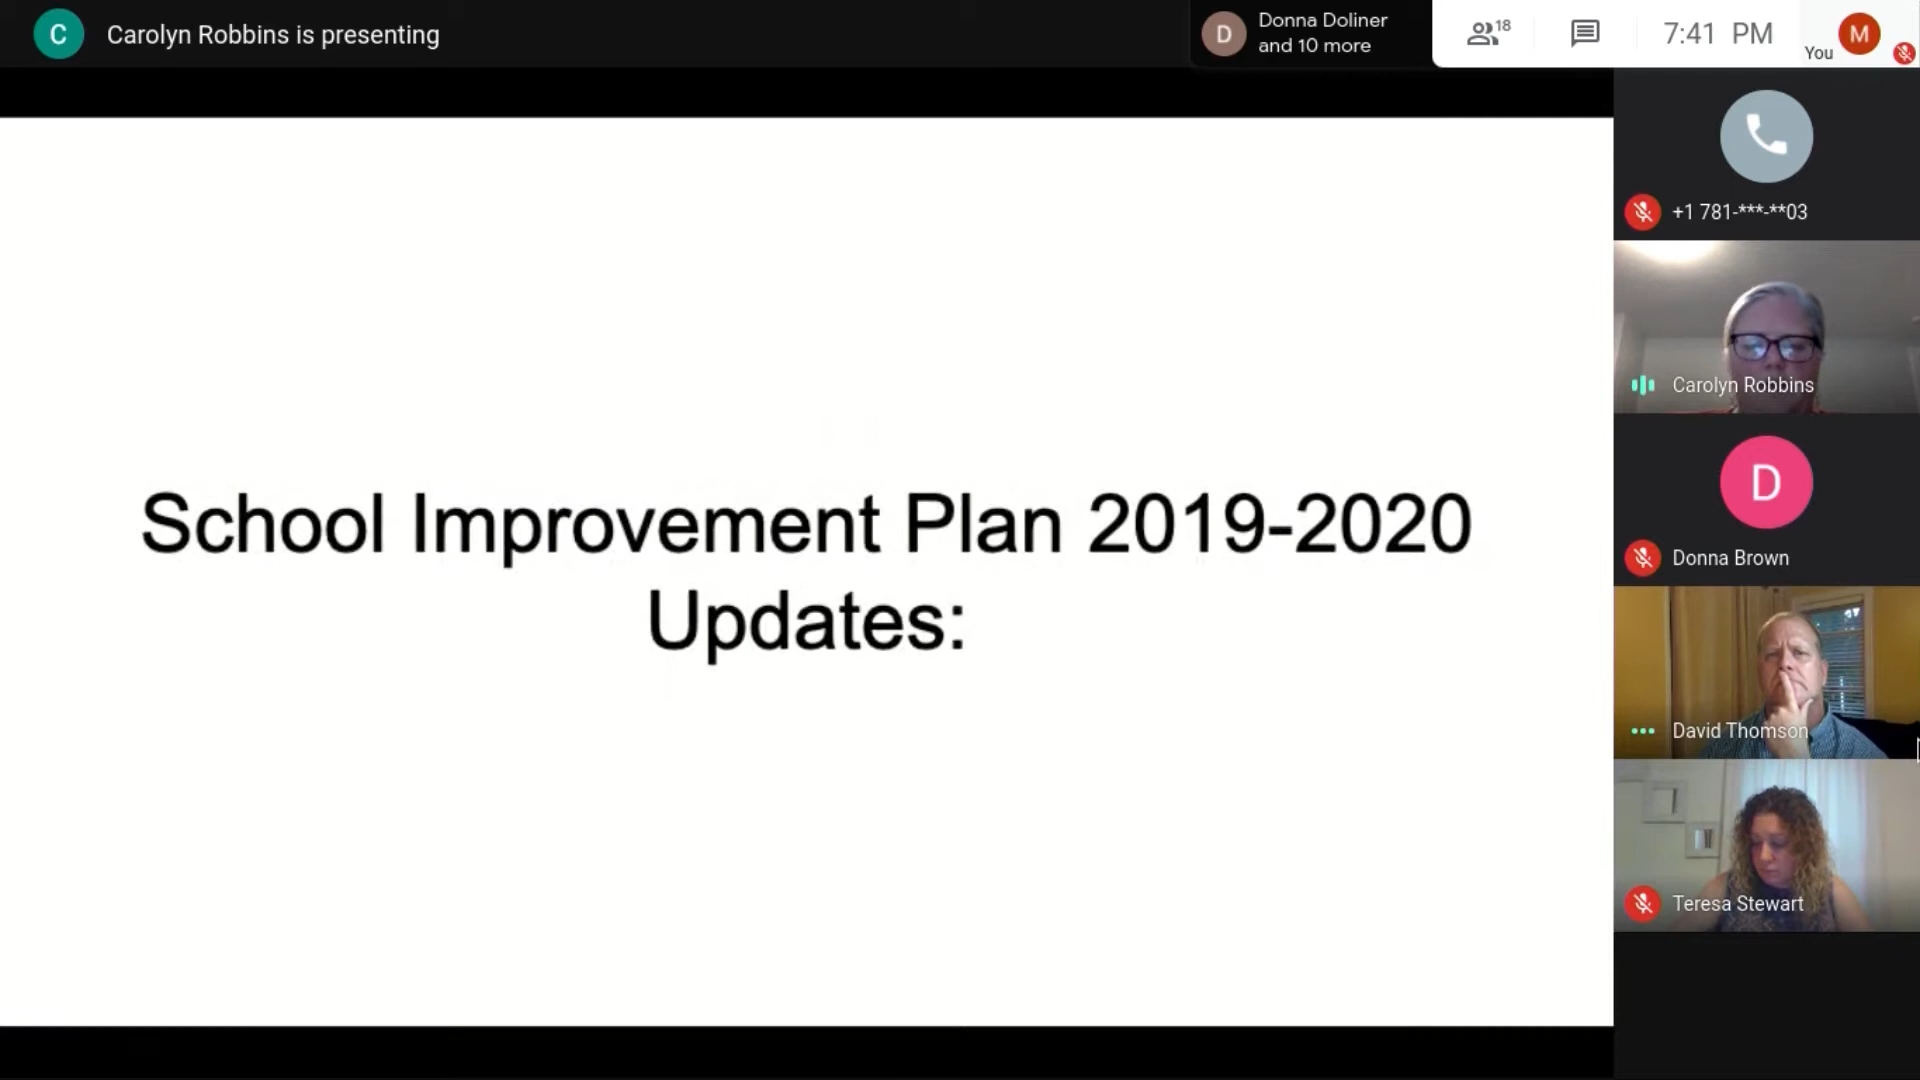 C
Carolyn Robbins is presenting
D
Donna Doliner
and 10 more
18
7:41 PM
You
M
+1 781-***-**03
Carolyn Robbins
D
Donna Brown
David Thomson
Teresa Stewart
School Improvement Plan 2019-2020
Updates: